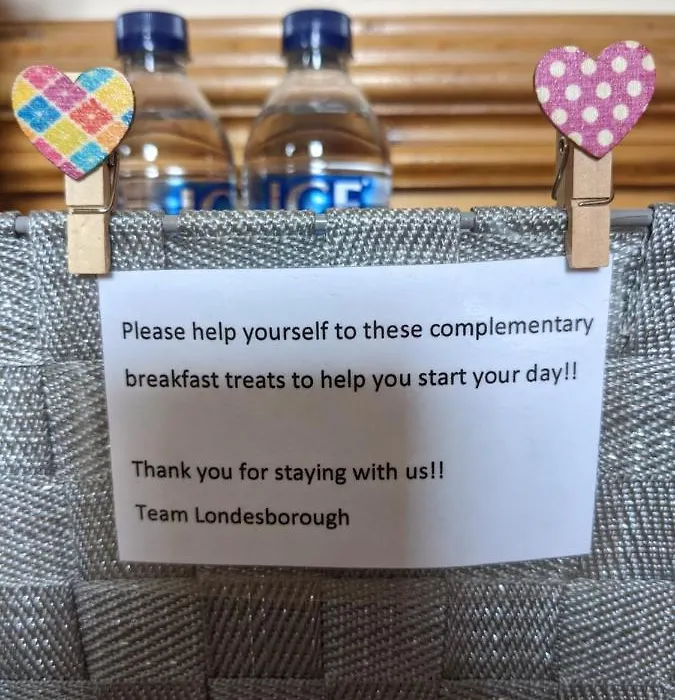 ICE
Please help yourself to these complementary
breakfast treats to help you start your day!!
Thank you for staying with us!!
Team Londesborough